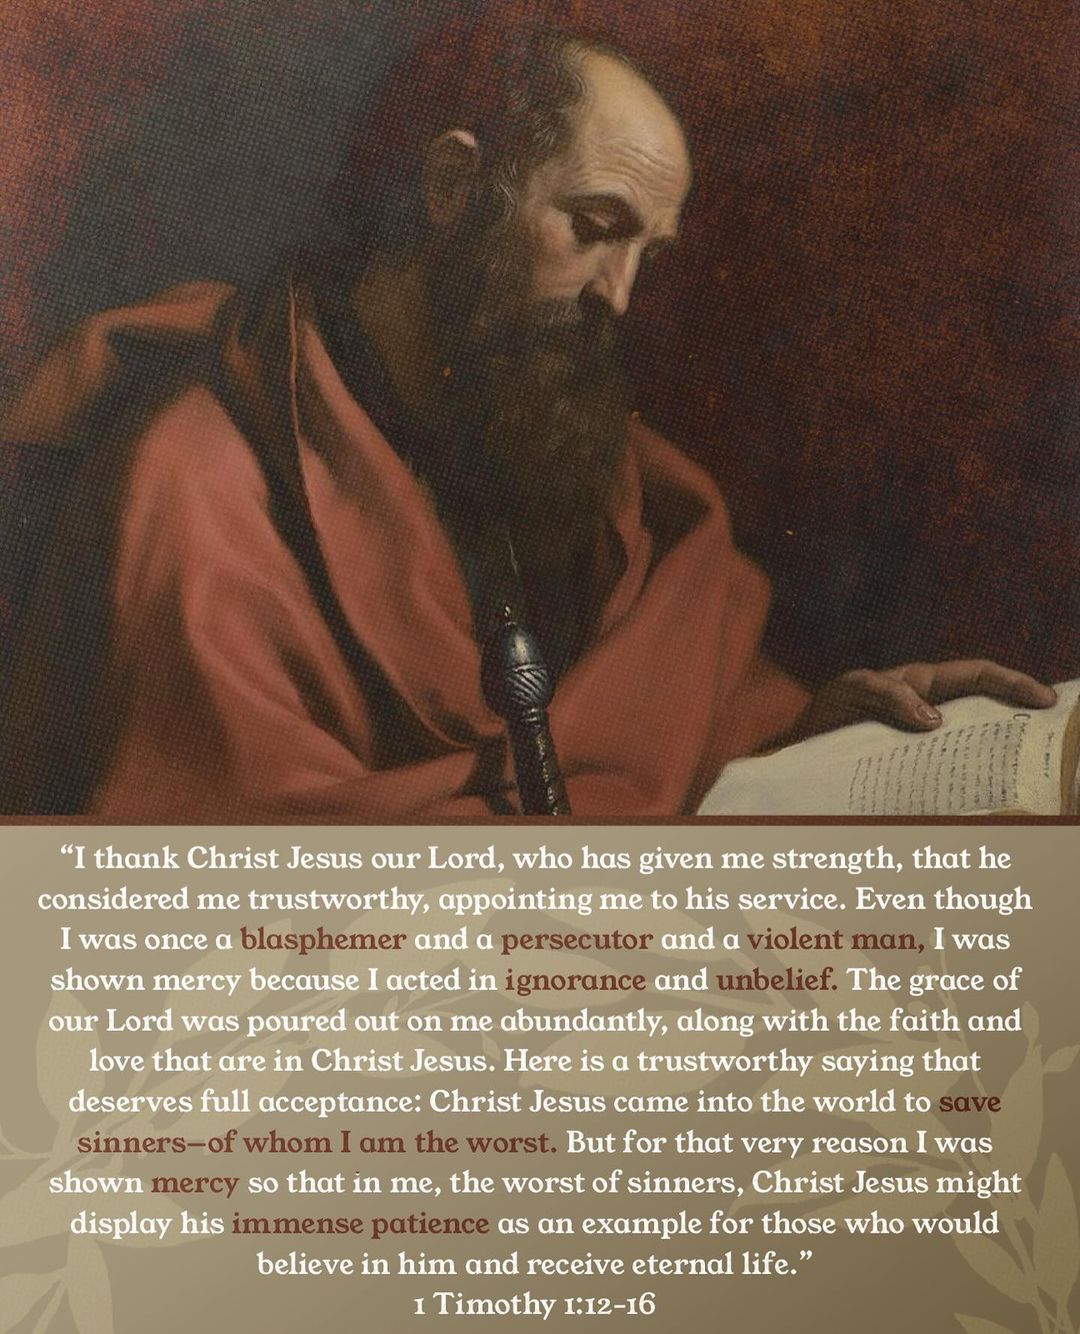 “I thank Christ Jesus our Lord, who has given me strength, that he
considered me trustworthy, appointing me to his service. Even though
I was once a blasphemer and a persecutor and a violent man, I was
shown mercy because I acted in ignorance and unbelief. The grace of
our Lord was poured out on me abundantly, along with the faith and
love that are in Christ Jesus. Here is a trustworthy saying that
deserves full acceptance: Christ Jesus came into the world to save
sinners—of whom I am the worst. But for that very reason I was
shown mercy so that in me, the worst of sinners, Christ Jesus might
display his immense patience as an example for those who would
believe in him and receive eternal life.”
1 Timothy 1:12-16